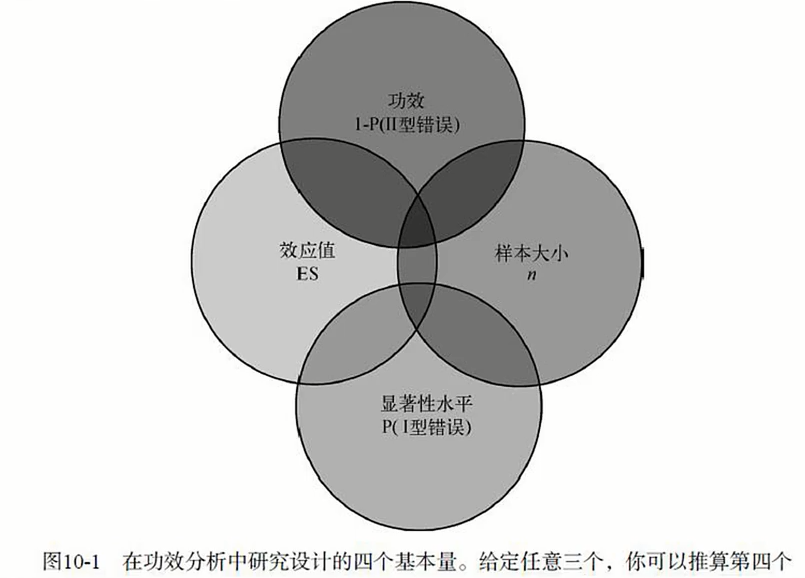 功效
1-P(II型错误)
效应值
ES
样本大小
n
显著性水平
P( I型错误)
图10-1 在功效分析中研究设计的四个基本量。给定任意三个，你可以推算第四个